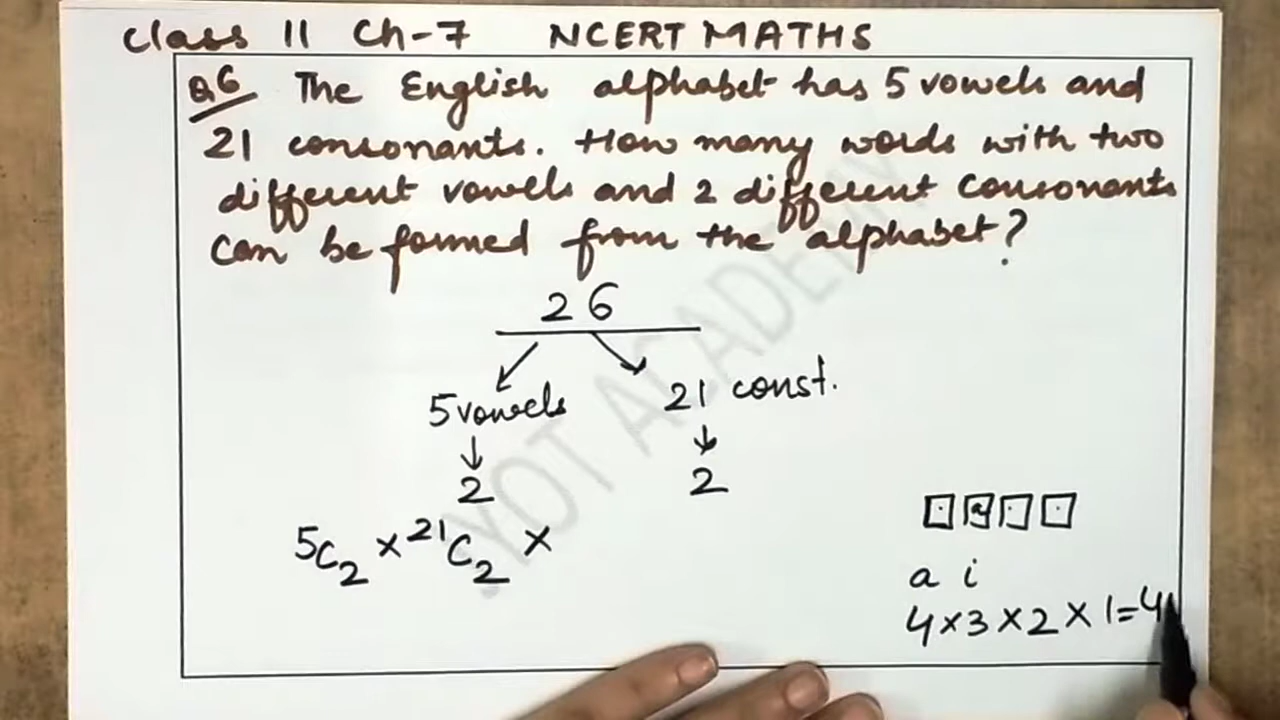 Class 11 Ch-7 NCERT MATHS
Q6 The English alphabet has 5 vowels and
21 consonants. How many words with two
different vowels and 2 different consonants
can be formed from the alphabet?
26
5 vowels 21 const.
2 2
⁵C₂ × ²¹C₂ ×
a
a i
4×3×2×1=4
JYOT ACADEMY